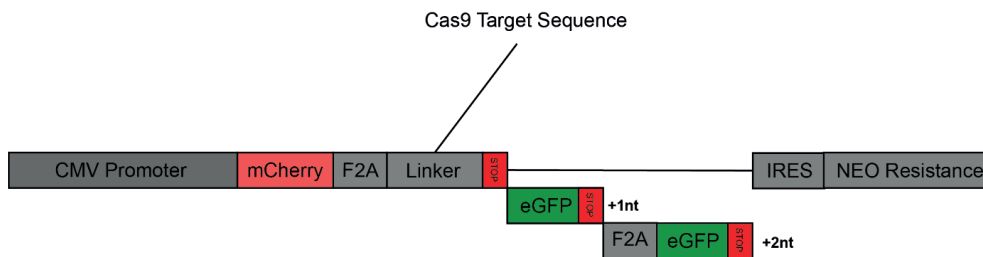 Cas9 Target Sequence
CMV Promoter mCherry F2A Linker STOP IRES NEO Resistance
eGFP STOP +1nt
F2A eGFP STOP +2nt